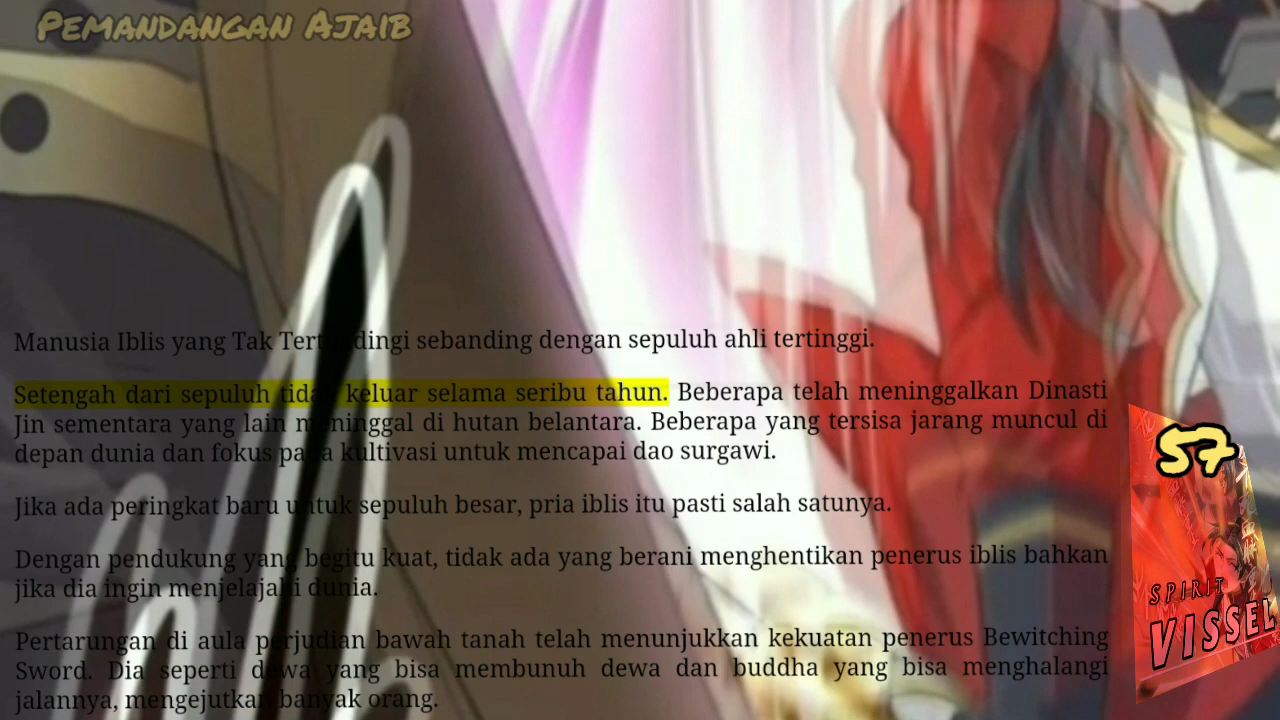 Pemandangan Ajaib
Manusia Iblis yang Tak Tertandingi sebanding dengan sepuluh ahli tertinggi.
Setengah dari sepuluh tidak keluar selama seribu tahun. Beberapa telah meninggalkan Dinasti
Jin sementara yang lain meninggal di hutan belantara. Beberapa yang tersisa jarang muncul di
depan dunia dan fokus pada kultivasi untuk mencapai dao surgawi.
Jika ada peringkat baru untuk sepuluh besar, pria iblis itu pasti salah satunya.
Dengan pendukung yang begitu kuat, tidak ada yang berani menghentikan penerus iblis bahkan
jika dia ingin menjelajahi dunia.
Pertarungan di aula perjudian bawah tanah telah menunjukkan kekuatan penerus Bewitching
Sword. Dia seperti dewa yang bisa membunuh dewa dan buddha yang bisa menghalangi
jalannya, mengejutkan banyak orang.
57
SPIRIT
VISSEL